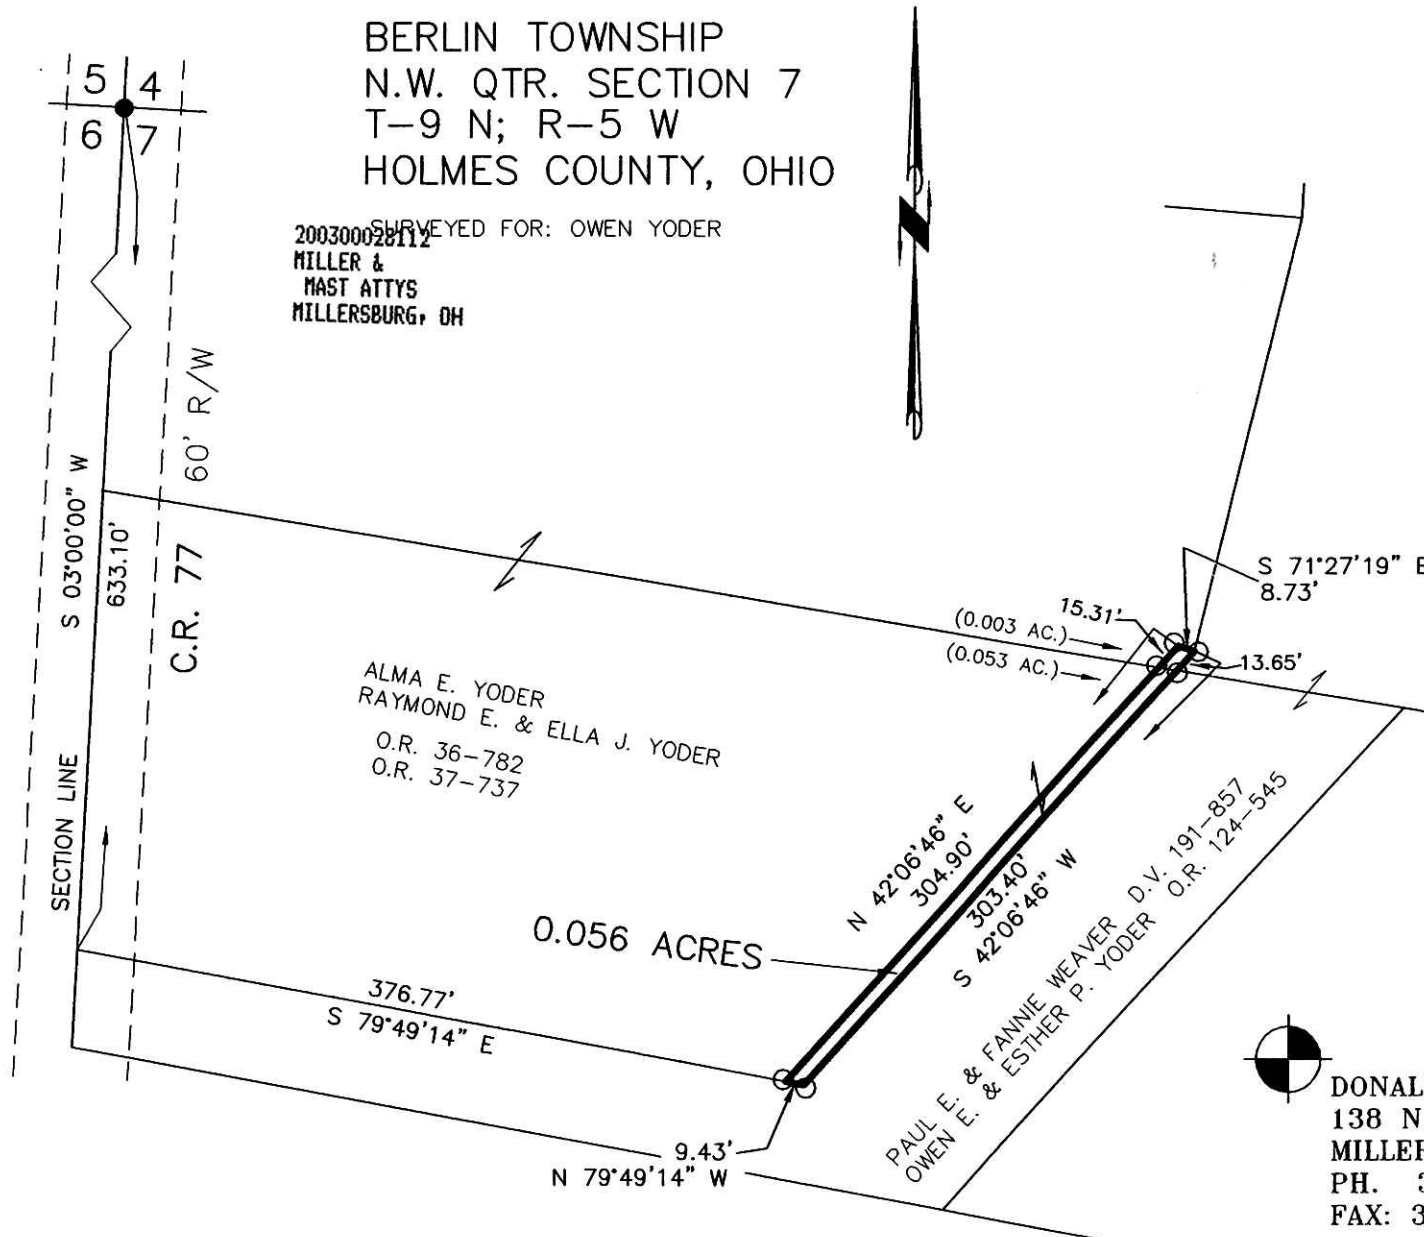 BERLIN TOWNSHIP
N.W. QTR. SECTION 7
T-9 N; R-5 W
HOLMES COUNTY, OHIO
SURVEYED FOR: OWEN YODER
200300028112
MILLER &
MAST ATTYS
MILLERSBURG, OH
5 4
6 7
60' R/W
S 03°00'00" W
633.10'
C.R. 77
SECTION LINE
S 71°27'19" E
8.73'
15.31'
(0.003 AC.)
(0.053 AC.)
13.65'
ALMA E. YODER
RAYMOND E. & ELLA J. YODER
O.R. 36-782
O.R. 37-737
N 42°06'46" E
304.90'
303.40'
S 42°06'46" W
0.056 ACRES
PAUL E. & FANNIE WEAVER D.V. 191-857
OWEN E. & ESTHER P. YODER O.R. 124-545
376.77'
S 79°49'14" E
9.43'
N 79°49'14" W
DONAL
138 N
MILLER
PH. 3
FAX: 3